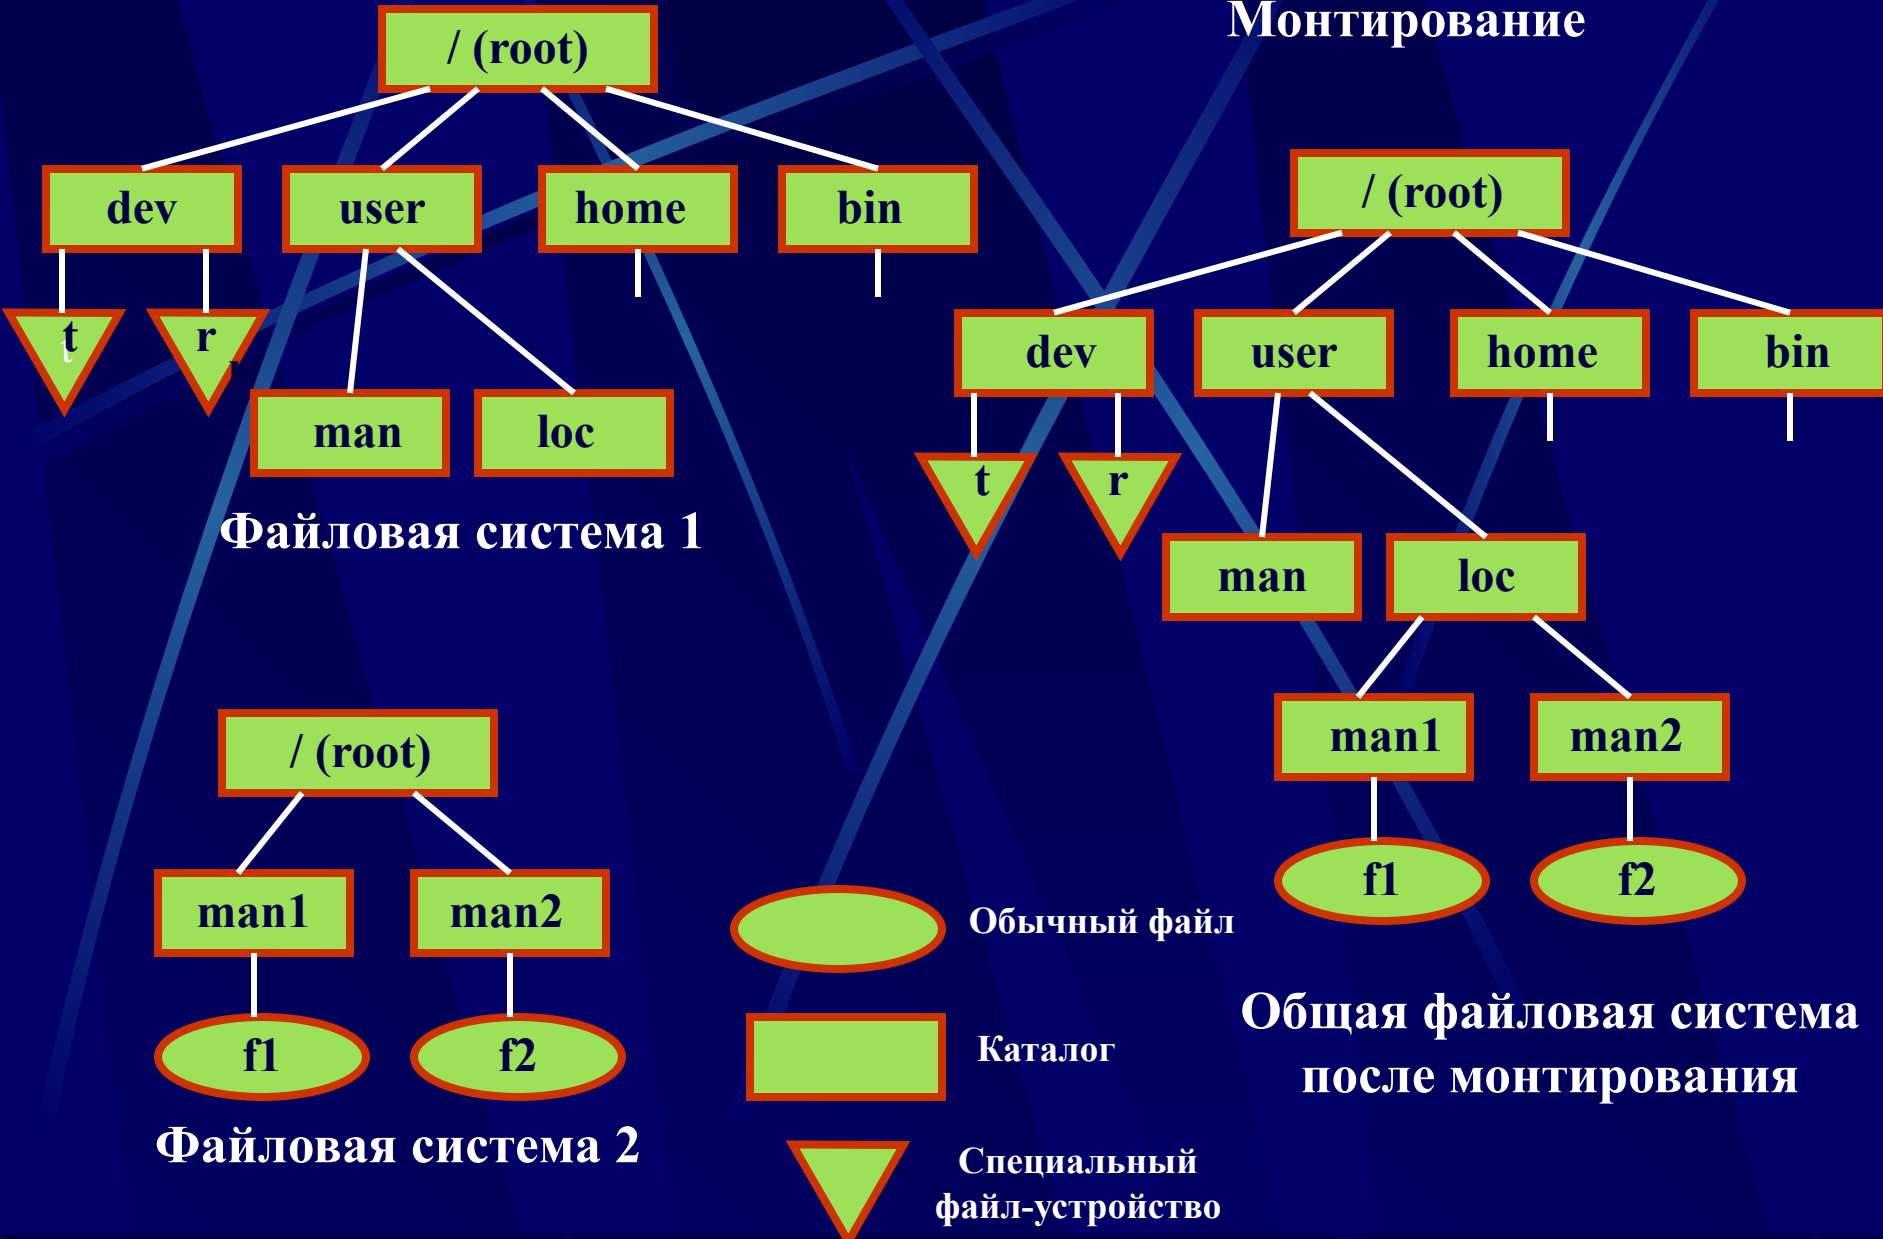 Монтирование
/ (root)
dev
user
home
bin
t
t
r
r
man
loc
Файловая система 1
/ (root)
man1
man2
f1
f2
Файловая система 2
/ (root)
dev
user
home
bin
t
r
man
loc
man1
man2
f1
f2
Общая файловая система
после монтирования
Обычный файл
Каталог
Специальный
файл-устройство